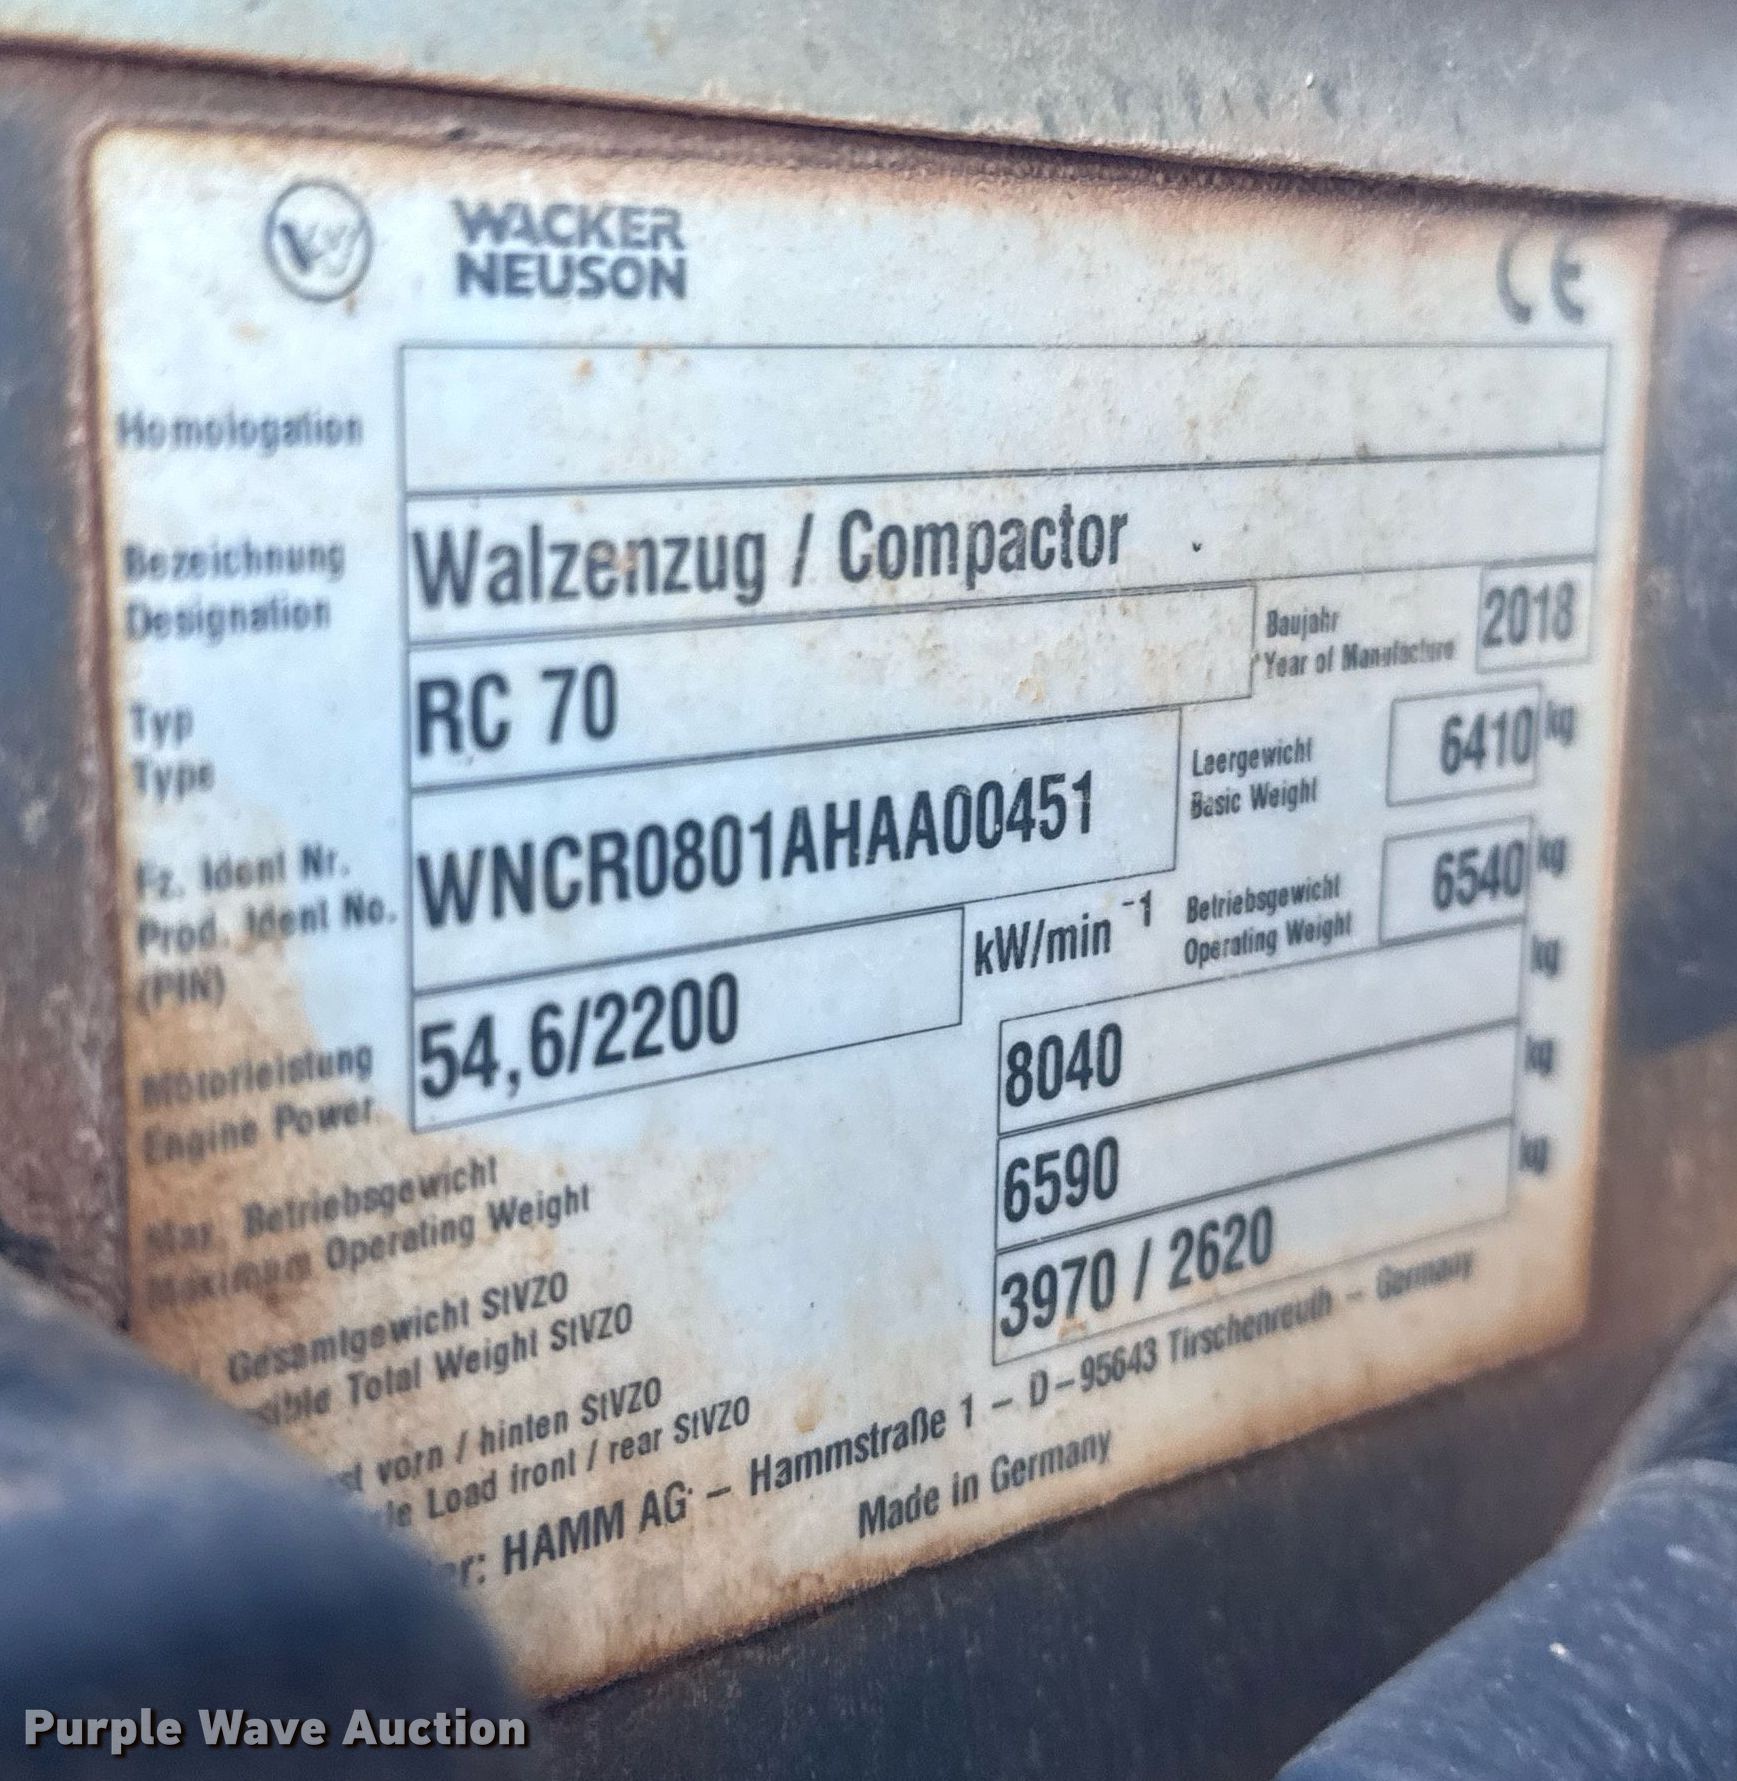 WACKER
NEUSON
CE
Homologation
Bezeichnung
Designation
Walzenzug / Compactor
Typ
Type
RC 70
Baujahr
Year of Manufacture
2018
Fz. Ident Nr.
Prod. Ident No.
(PIN)
WNCR0801AHAA00451
Leergewicht
Basic Weight
6410 kg
Betriebsgewicht
Operating Weight
6540 kg
Motorleistung
Engine Power
54,6/2200 kW/min -1
Max. Betriebsgewicht
Maximum Operating Weight
8040 kg
Gesamtgewicht StVZO
Total Weight StVZO
6590 kg
vorn / hinten StVZO
Load front / rear StVZO
3970 / 2620 kg
HAMM AG - Hammstraße 1 - D-95643 Tirschenreuth - Germany
Made in Germany
Purple Wave Auction